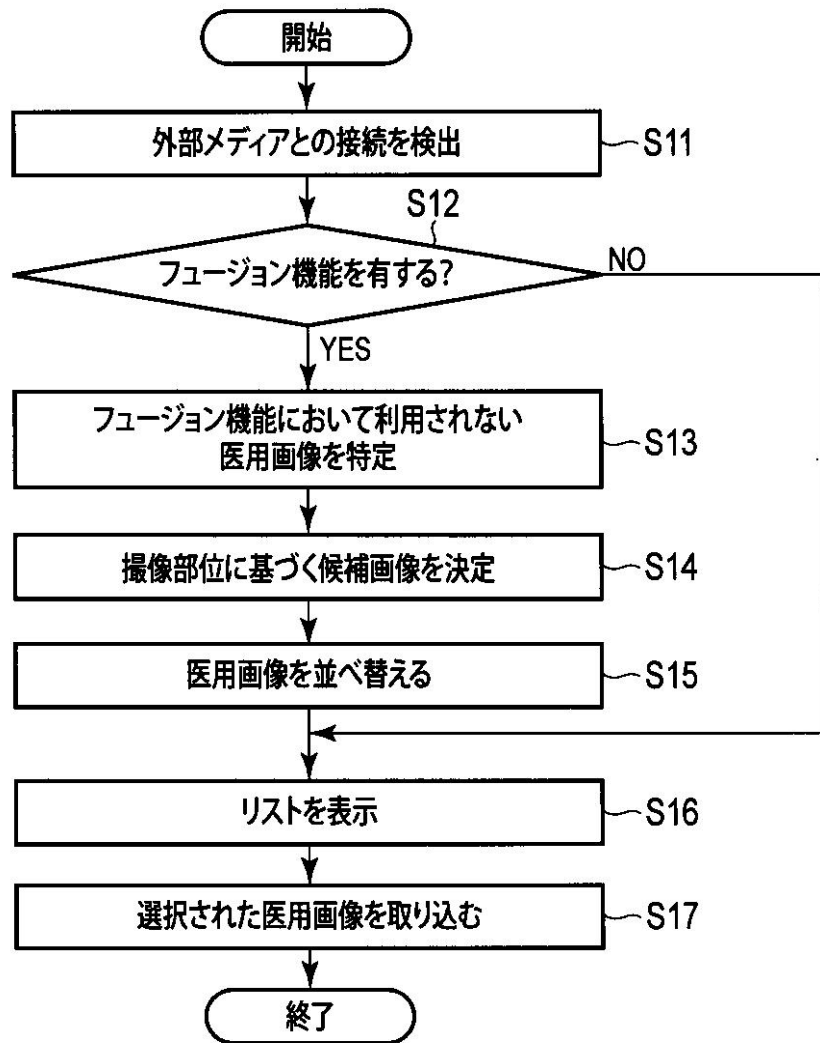 開始
外部メディアとの接続を検出
S11
S12
フュージョン機能を有する?
NO
YES
フュージョン機能において利用されない
医用画像を特定
S13
撮像部位に基づく候補画像を決定
S14
医用画像を並べ替える
S15
リストを表示
S16
選択された医用画像を取り込む
S17
終了